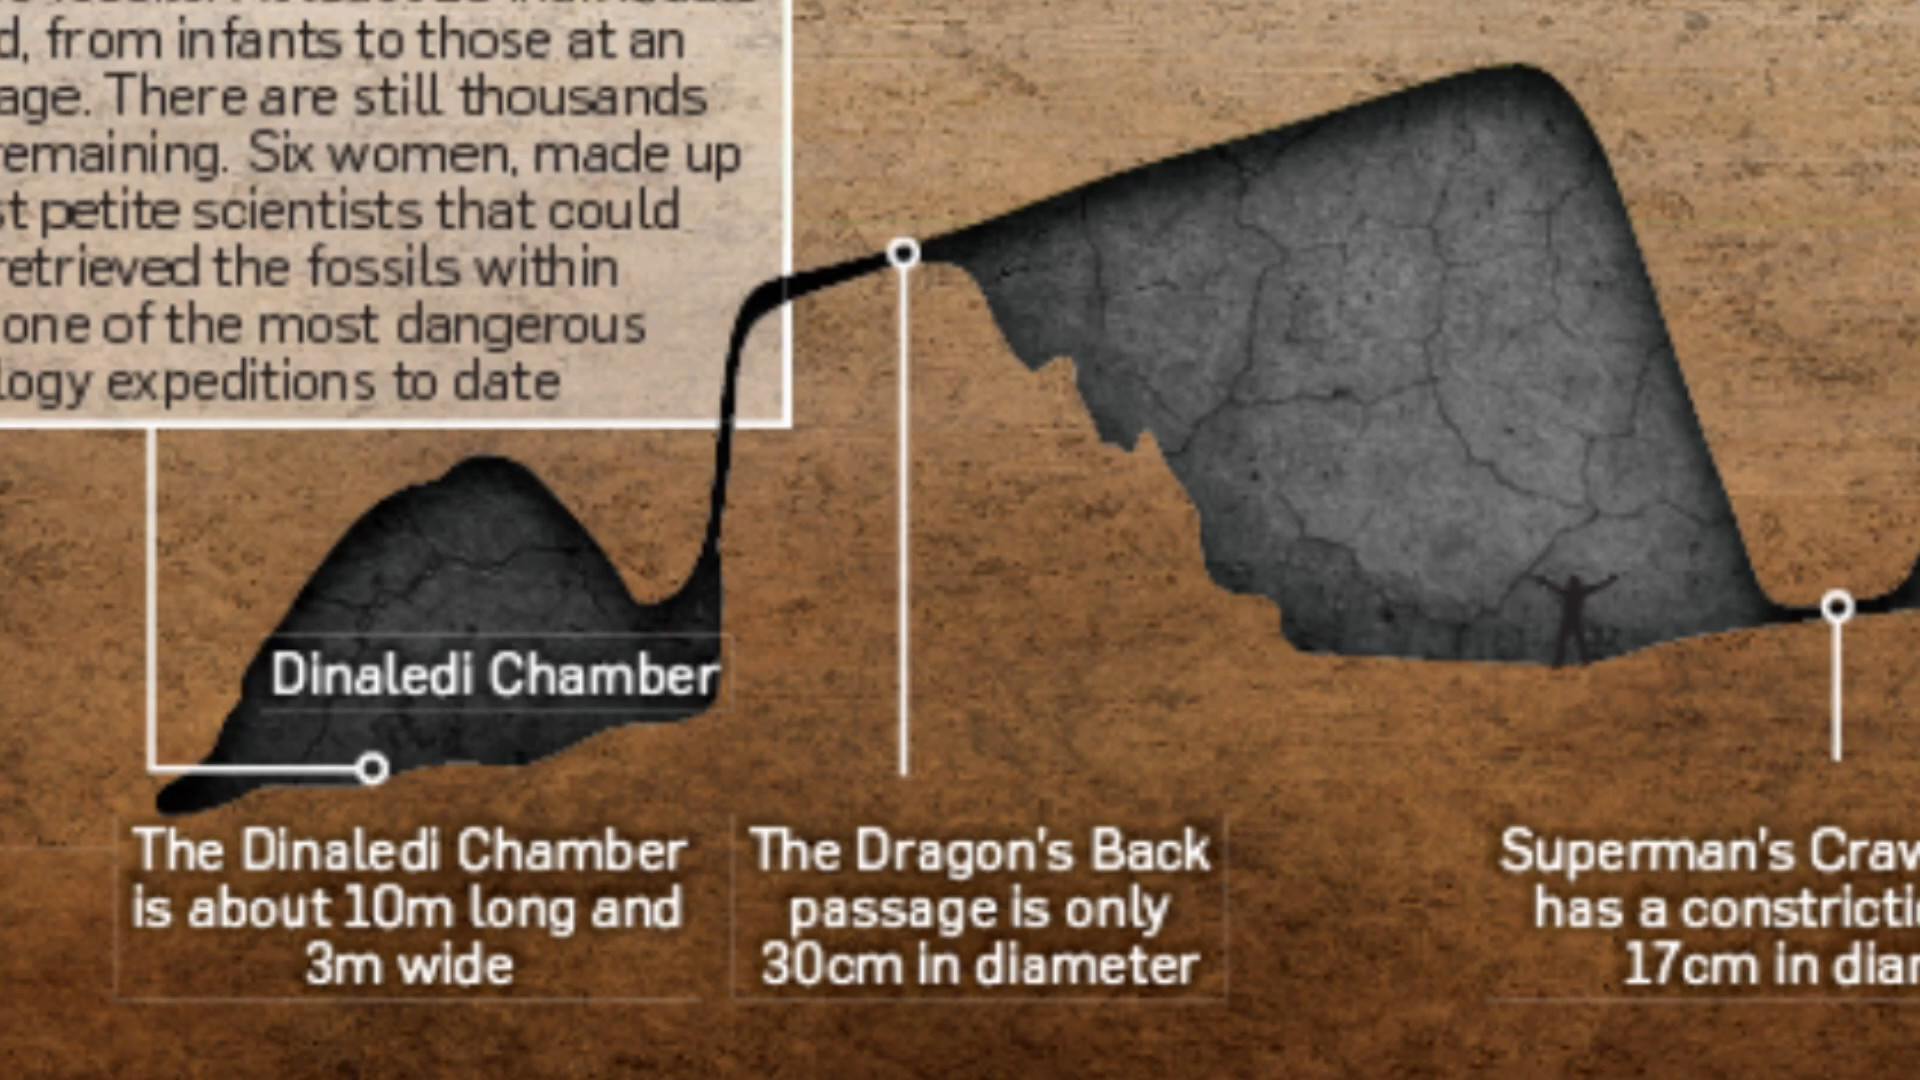 d, from infants to those at an
age. There are still thousands
remaining. Six women, made up
st petite scientists that could
retrieved the fossils within
one of the most dangerous
logy expeditions to date
Dinaledi Chamber
The Dinaledi Chamber
is about 10m long and
3m wide
The Dragon's Back
passage is only
30cm in diameter
Superman's Craw
has a constricti
17cm in diam